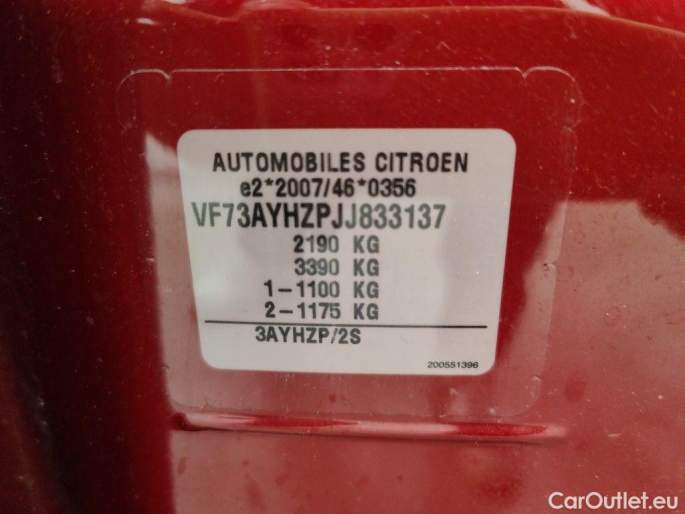 AUTOMOBILES CITROEN
e2*2007/46*0356
VF73AYHZPJJ833137
2190 KG
3390 KG
1-1100 KG
2-1175 KG
3AYHZP/2S
200551396
CarOutlet.eu